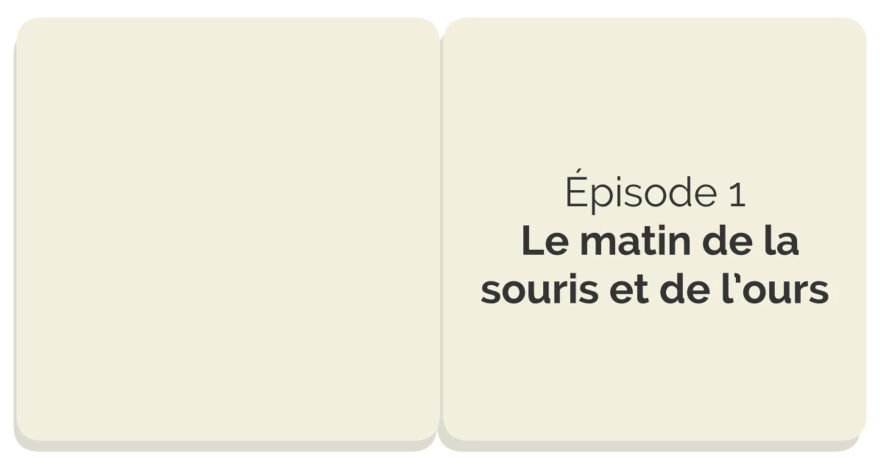 Épisode 1
Le matin de la
souris et de l’ours